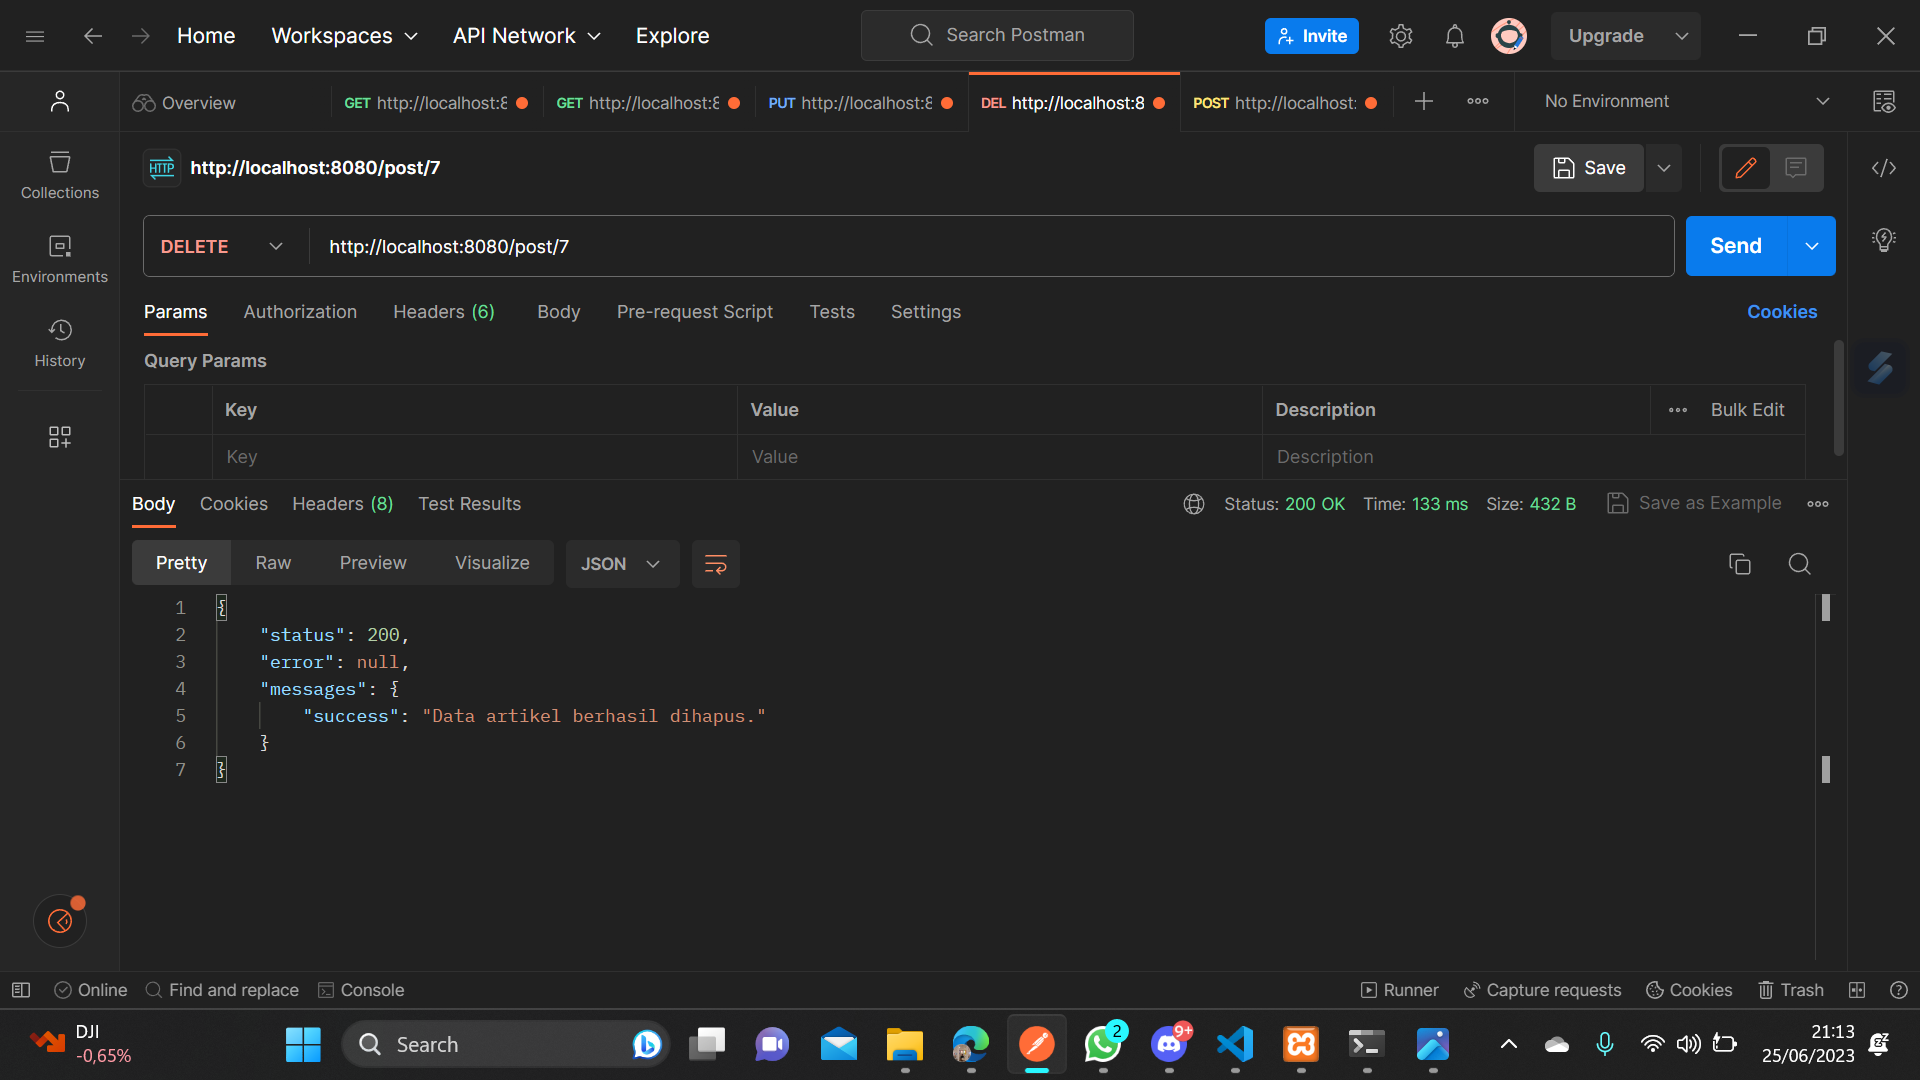 Home
Workspaces
API Network
Explore
Search Postman
Invite
Upgrade
Overview
GET http://localhost:8
GET http://localhost:8
PUT http://localhost:8
DEL http://localhost:8
POST http://localhost:
No Environment
Collections
Environments
History
HTTP
http://localhost:8080/post/7
Save
DELETE
http://localhost:8080/post/7
Send
Params
Authorization
Headers (6)
Body
Pre-request Script
Tests
Settings
Cookies
Query Params
Key
Value
Description
Bulk Edit
Key
Value
Description
Body
Cookies
Headers (8)
Test Results
Status: 200 OK
Time: 133 ms
Size: 432 B
Save as Example
Pretty
Raw
Preview
Visualize
JSON
1 {
2 "status": 200,
3 "error": null,
4 "messages": {
5 "success": "Data artikel berhasil dihapus."
6 }
7 }
Online
Find and replace
Console
Runner
Capture requests
Cookies
Trash
DJI
-0,65%
Search
2
9+
21:13
25/06/2023